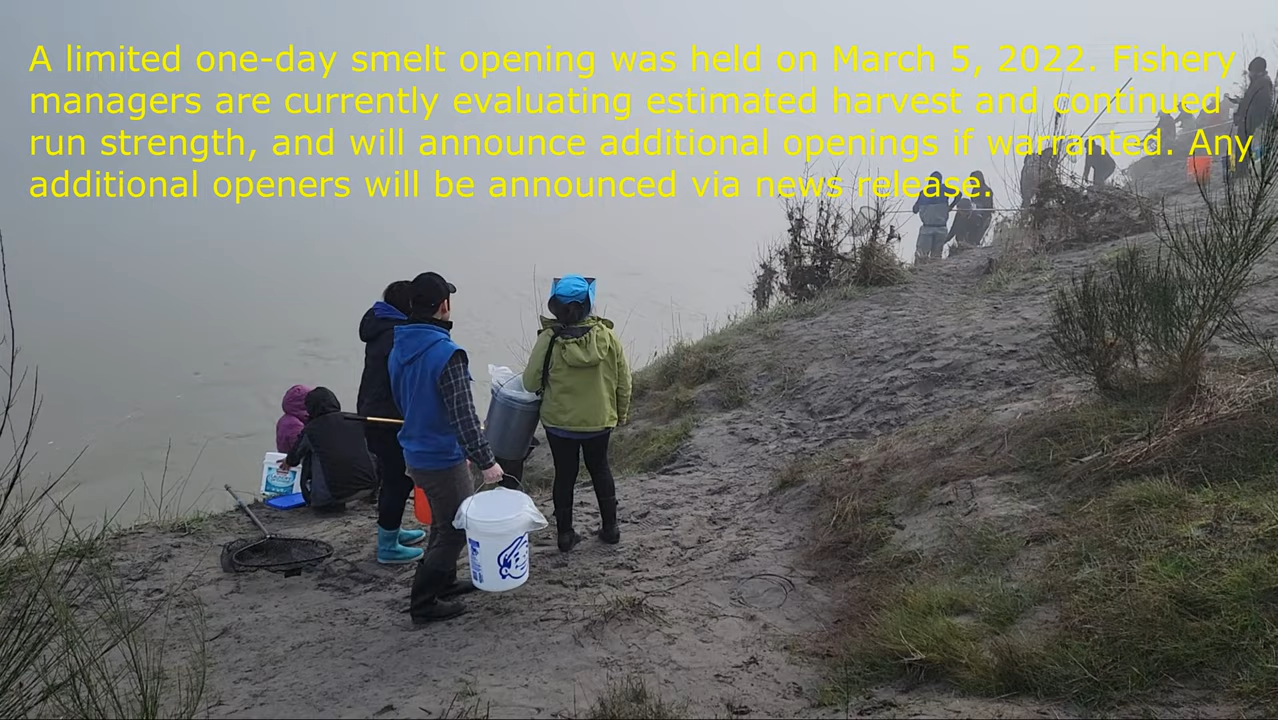 A limited one-day smelt opening was held on March 5, 2022. Fishery
managers are currently evaluating estimated harvest and continued
run strength, and will announce additional openings if warranted. Any
additional openers will be announced via news release.